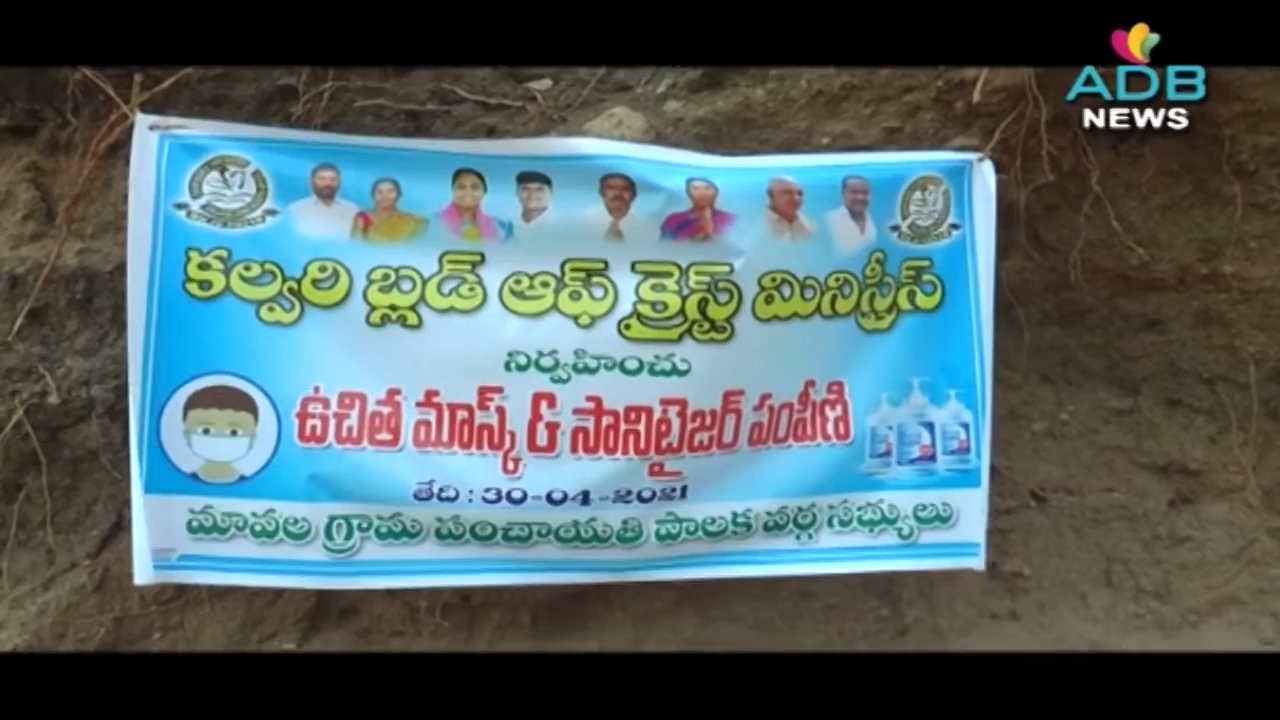 ADB
NEWS
కల్వరి బ్లడ్ ఆఫ్ క్రైస్ట్ మినిస్ట్రీస్
నిర్వహించు
ఉచిత మాస్క్ & సానిటైజర్ పంపీణి
తేది : 30-04-2021
మావల గ్రామ పంచాయతి పాలక వర్గ సభ్యులు